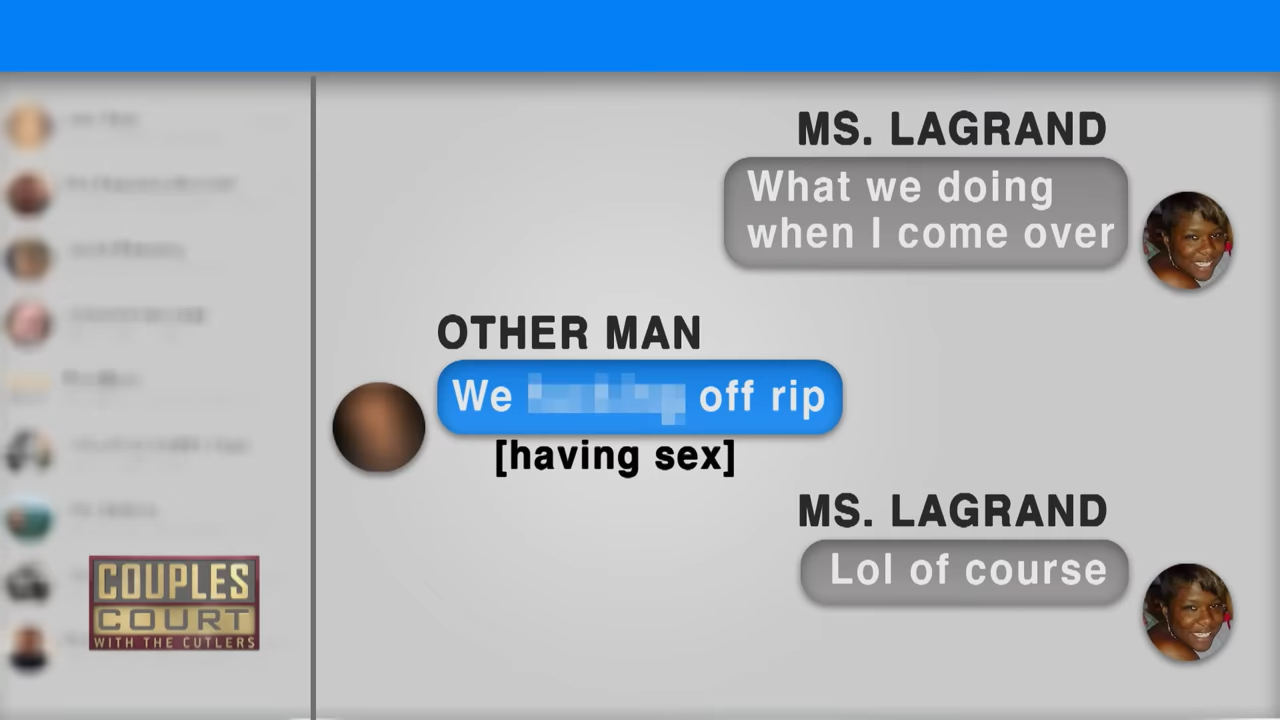 MS. LAGRAND
What we doing
when I come over
OTHER MAN
We off rip
[having sex]
MS. LAGRAND
Lol of course
COUPLES
COURT
WITH THE CUTLERS